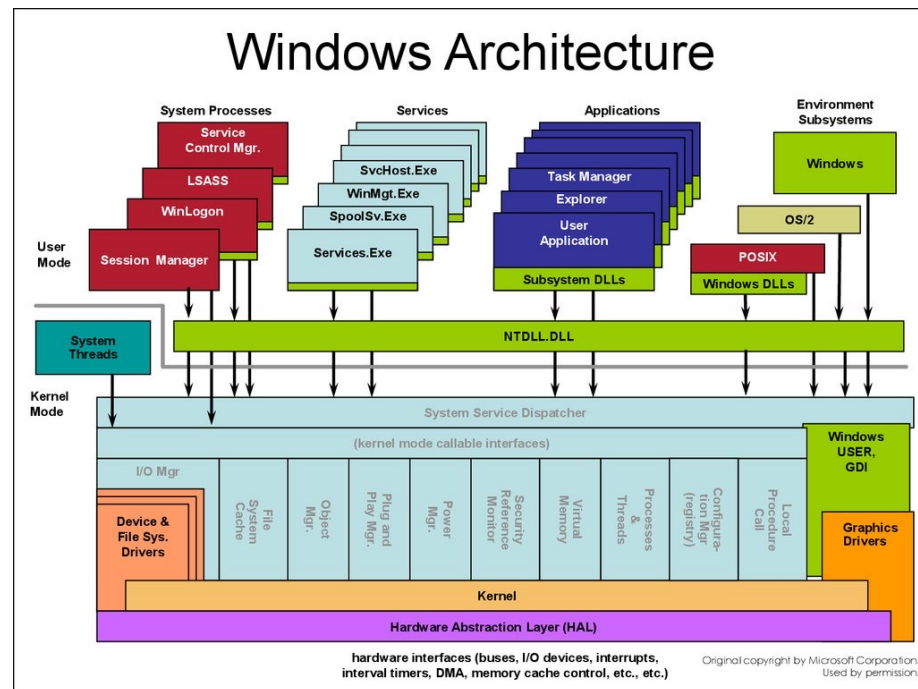 Windows Architecture
System Processes
Services
Applications
Environment
Subsystems
Service
Control Mgr.
LSASS
WinLogon
Session Manager
SvcHost.Exe
WinMgt.Exe
SpoolSv.Exe
Services.Exe
Task Manager
Explorer
User
Application
Subsystem DLLs
Windows
OS/2
POSIX
Windows DLLs
User
Mode
NTDLL.DLL
System
Threads
Kernel
Mode
System Service Dispatcher
(kernel mode callable interfaces)
Windows
USER,
GDI
I/O Mgr
Device &
File Sys.
Drivers
File
System
Cache
Object
Mgr.
Plug and
Play Mgr.
Power
Mgr.
Security
Reference
Monitor
Virtual
Memory
Processes
&
Threads
Configura-
tion Mgr
(registry)
Local
Procedure
Call
Graphics
Drivers
Kernel
Hardware Abstraction Layer (HAL)
hardware interfaces (buses, I/O devices, interrupts,
interval timers, DMA, memory cache control, etc., etc.)
Original copyright by Microsoft Corporation.
Used by permission.